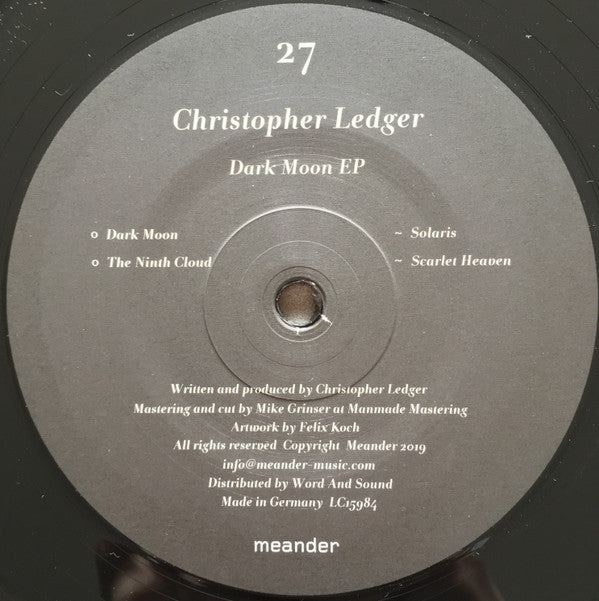 27
Christopher Ledger
Dark Moon EP
o Dark Moon
o The Ninth Cloud
~ Solaris
~ Scarlet Heaven
Written and produced by Christopher Ledger
Mastering and cut by Mike Grinser at Manmade Mastering
Artwork by Felix Koch
All rights reserved Copyright Meander 2019
info@meander-music.com
Distributed by Word And Sound
Made in Germany LC15984
meander